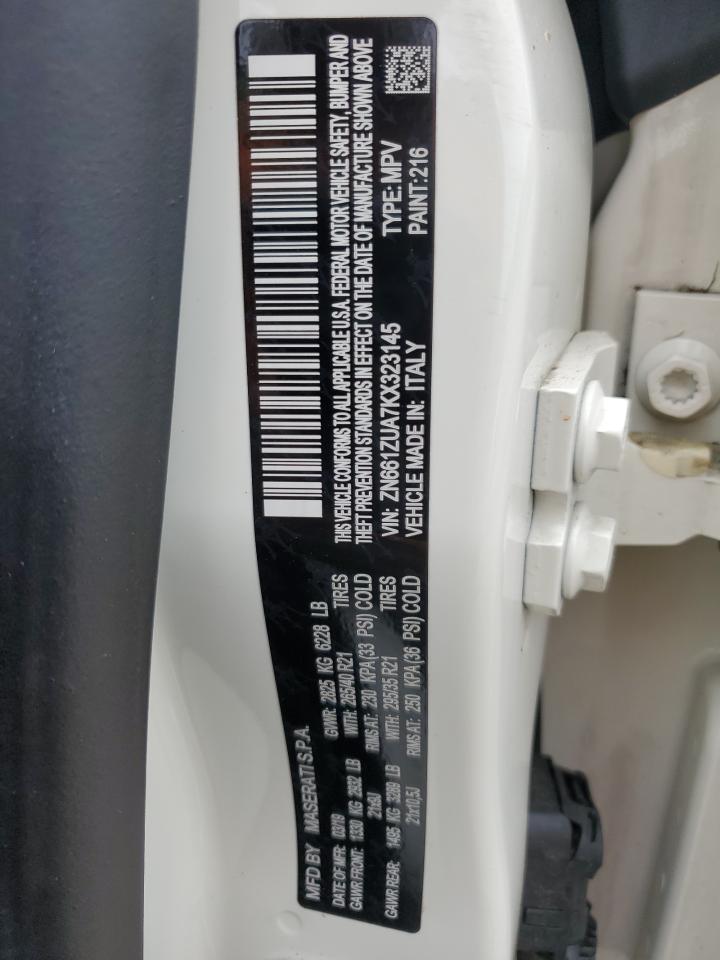 MFD BY MASERATI S.P.A.
DATE OF MFR: 03/19 GVWR: 2825 KG 6228 LB
GAWR FRONT: 1330 KG 2932 LB WITH: 265/40 R21 TIRES
21x9J RIMS AT: 230 KPA (33 PSI) COLD
GAWR REAR: 1495 KG 3289 LB WITH: 295/35 R21 TIRES
21x10,5J RIMS AT: 250 KPA (36 PSI) COLD
THIS VEHICLE CONFORMS TO ALL APPLICABLE U.S.A. FEDERAL MOTOR VEHICLE SAFETY, BUMPER AND
THEFT PREVENTION STANDARDS IN EFFECT ON THE DATE OF MANUFACTURE SHOWN ABOVE
VIN: ZN661ZUA7KX323145 TYPE: MPV
VEHICLE MADE IN: ITALY PAINT: 216